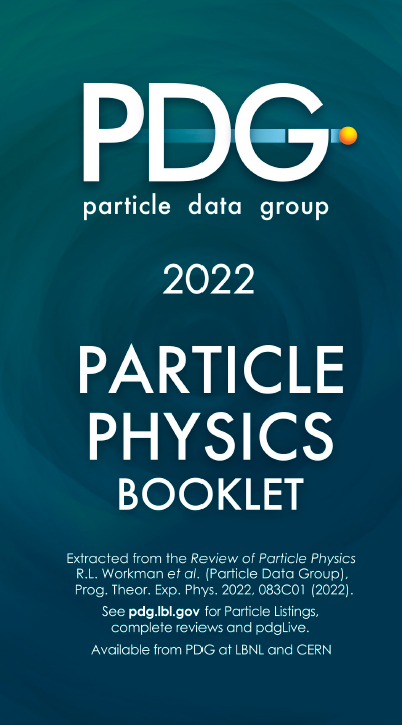 PDG
particle data group
2022
PARTICLE
PHYSICS
BOOKLET
Extracted from the Review of Particle Physics
R.L. Workman et al. (Particle Data Group),
Prog. Theor. Exp. Phys. 2022, 083C01 (2022).
See pdg.lbl.gov for Particle Listings,
complete reviews and pdgLive.
Available from PDG at LBNL and CERN